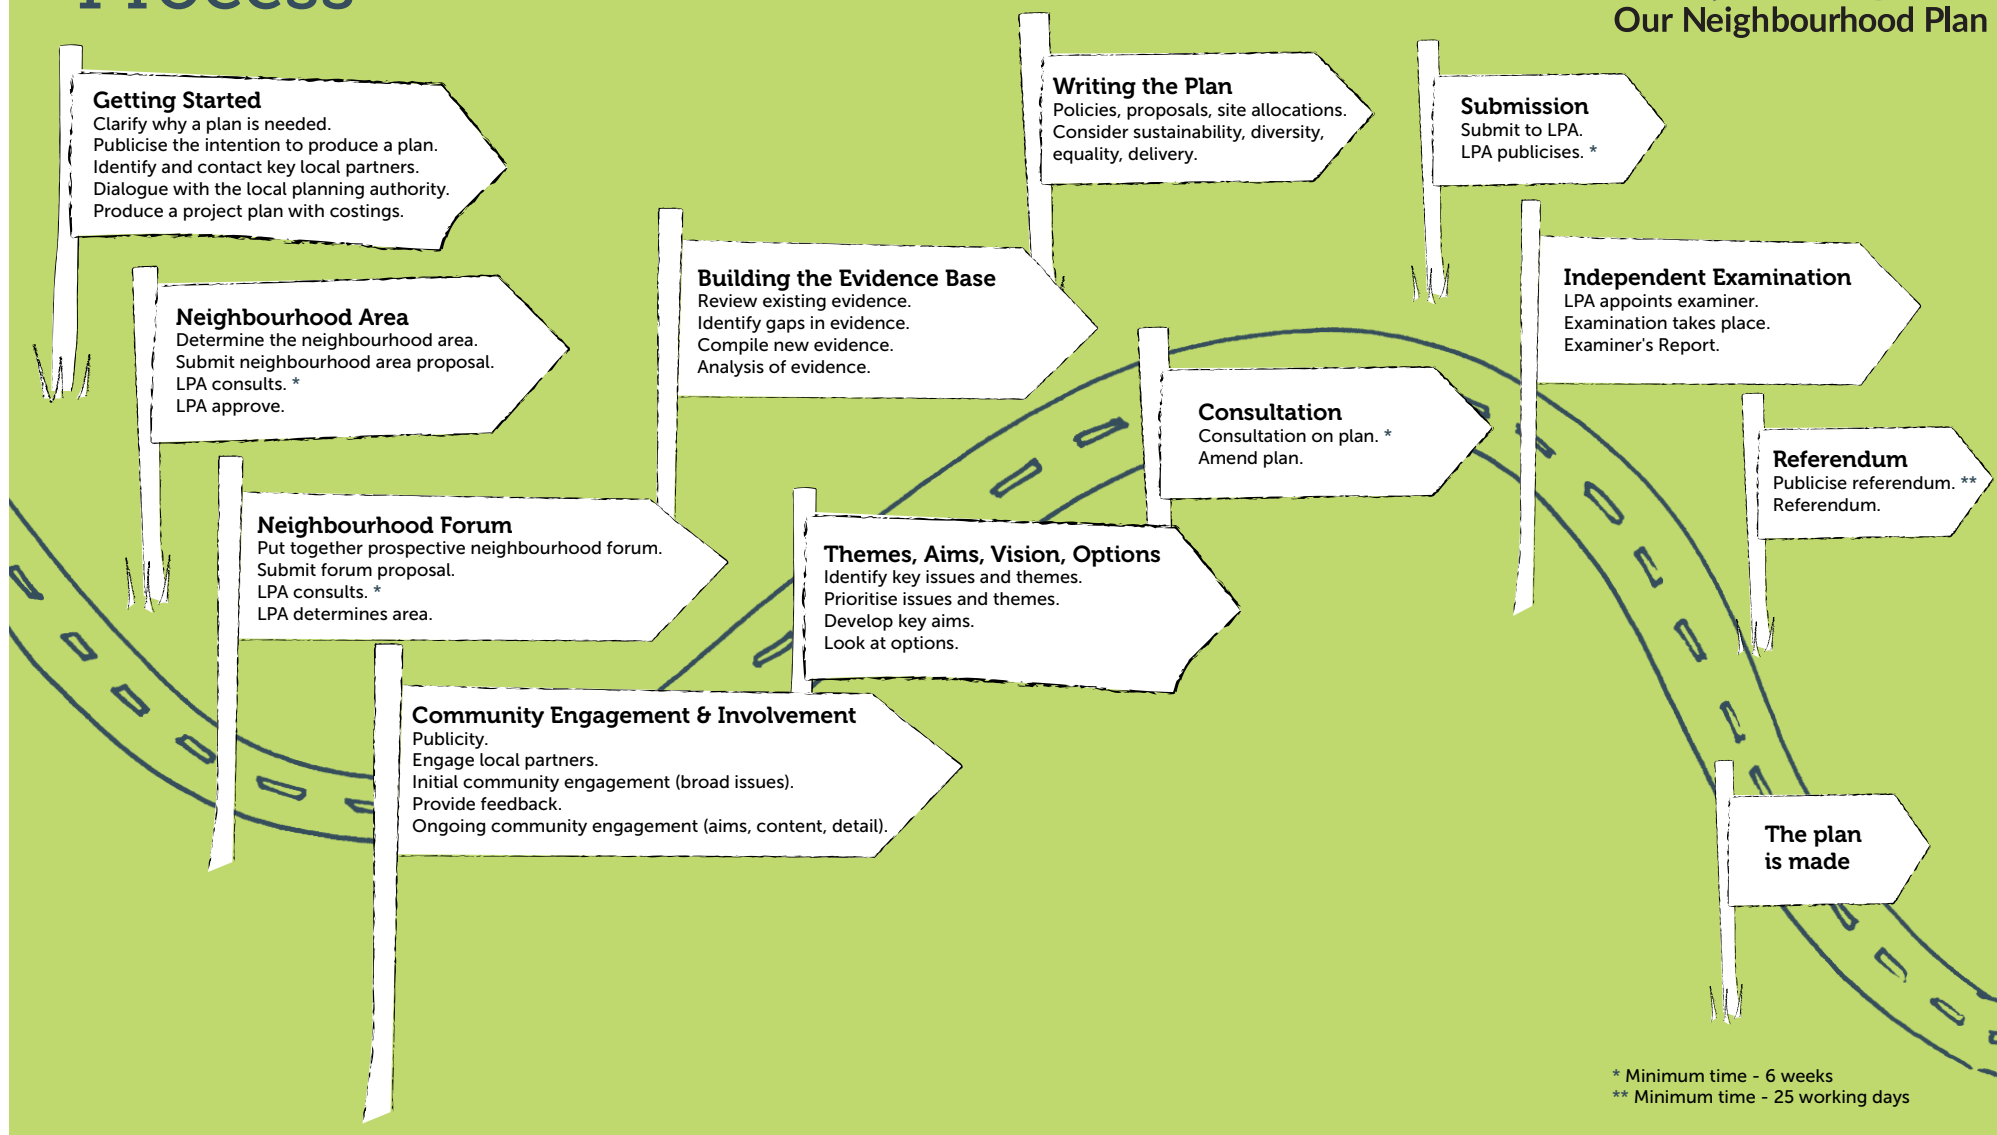 Process
Our Neighbourhood Plan
Getting Started
Clarify why a plan is needed.
Publicise the intention to produce a plan.
Identify and contact key local partners.
Dialogue with the local planning authority.
Produce a project plan with costings.
Neighbourhood Area
Determine the neighbourhood area.
Submit neighbourhood area proposal.
LPA consults. *
LPA approve.
Neighbourhood Forum
Put together prospective neighbourhood forum.
Submit forum proposal.
LPA consults. *
LPA determines area.
Community Engagement & Involvement
Publicity.
Engage local partners.
Initial community engagement (broad issues).
Provide feedback.
Ongoing community engagement (aims, content, detail).
Building the Evidence Base
Review existing evidence.
Identify gaps in evidence.
Compile new evidence.
Analysis of evidence.
Themes, Aims, Vision, Options
Identify key issues and themes.
Prioritise issues and themes.
Develop key aims.
Look at options.
Writing the Plan
Policies, proposals, site allocations.
Consider sustainability, diversity,
equality, delivery.
Consultation
Consultation on plan. *
Amend plan.
Submission
Submit to LPA.
LPA publicises. *
Independent Examination
LPA appoints examiner.
Examination takes place.
Examiner's Report.
Referendum
Publicise referendum. **
Referendum.
The plan
is made
* Minimum time - 6 weeks
** Minimum time - 25 working days